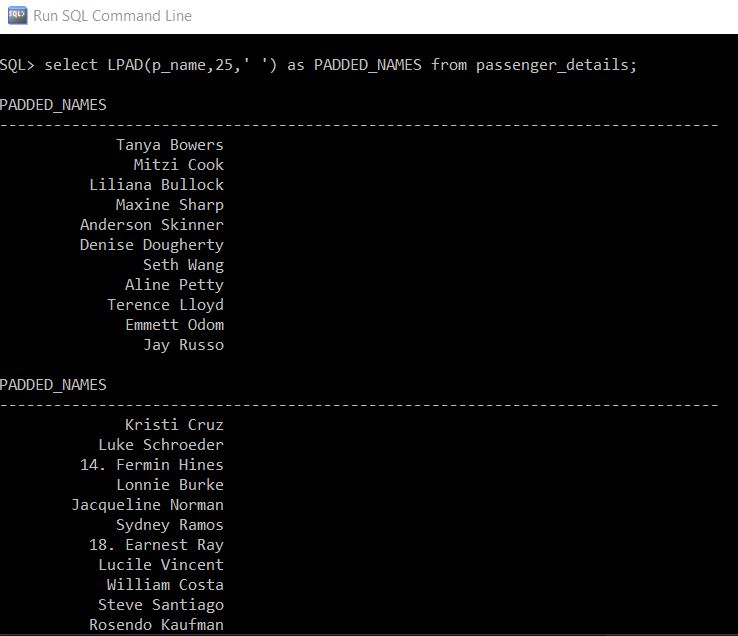 Run SQL Command Line
SQL> select LPAD(p_name,25,' ') as PADDED_NAMES from passenger_details;
PADDED_NAMES
--------------------------------------------------------------------------------
Tanya Bowers
Mitzi Cook
Liliana Bullock
Maxine Sharp
Anderson Skinner
Denise Dougherty
Seth Wang
Aline Petty
Terence Lloyd
Emmett Odom
Jay Russo
PADDED_NAMES
--------------------------------------------------------------------------------
Kristi Cruz
Luke Schroeder
14. Fermin Hines
Lonnie Burke
Jacqueline Norman
Sydney Ramos
18. Earnest Ray
Lucile Vincent
William Costa
Steve Santiago
Rosendo Kaufman